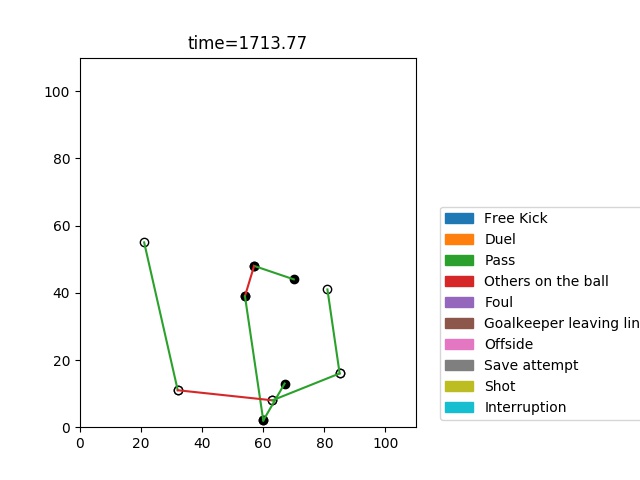 time=1713.77
100
80
60
40
20
0
0 20 40 60 80 100
Free Kick
Duel
Pass
Others on the ball
Foul
Goalkeeper leaving lin
Offside
Save attempt
Shot
Interruption